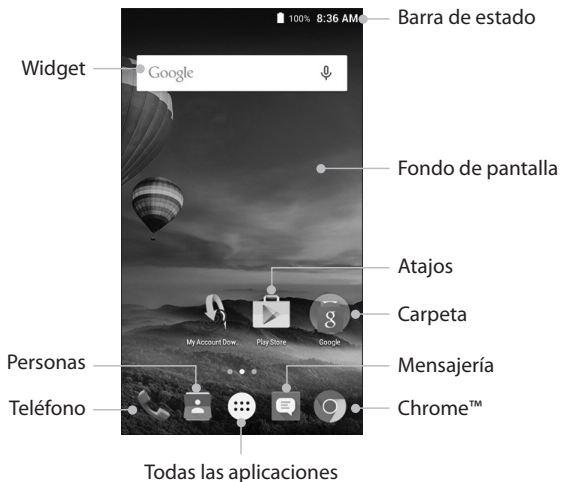 100% 8:36 AM
Barra de estado
Widget
Google
Fondo de pantalla
Atajos
My Account Dow..
Play Store
g
Google
Carpeta
Personas
Mensajería
Teléfono
Chrome™
Todas las aplicaciones